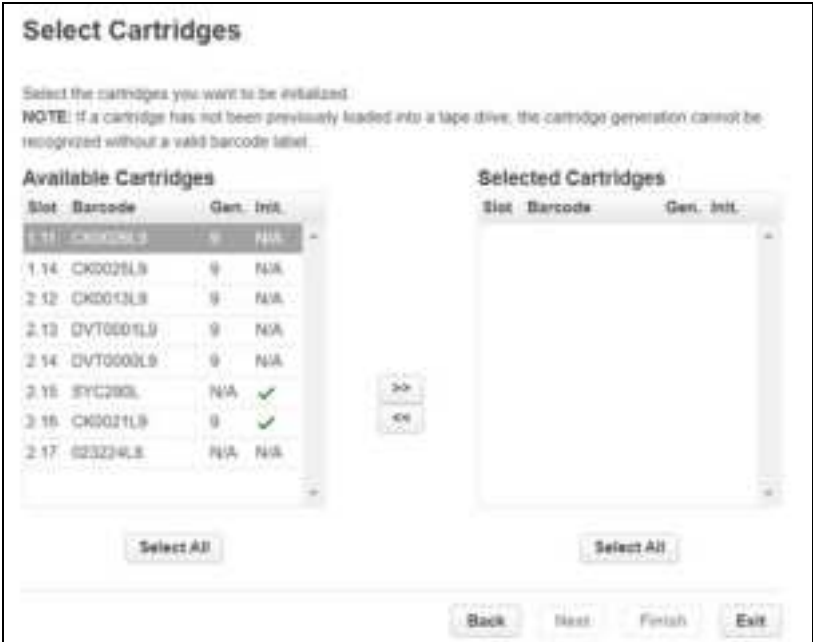 Select Cartridges
Select the cartridges you want to be initialized.
NOTE: If a cartridge has not been previously loaded into a tape drive, the cartridge generation cannot be
recognized without a valid barcode label.
Available Cartridges
Selected Cartridges
Slot Barcode Gen. Init.
Slot Barcode Gen. Init.
9 N/A
1.14 CK0025L9 9 N/A
2.12 CK0013L9 9 N/A
2.13 DVT0001L9 9 N/A
2.14 9 N/A
2.15 N/A ✓
2.16 CK0021L9 9 ✓
2.17 N/A N/A
>>
<<
Select All
Select All
Back Next Finish Exit